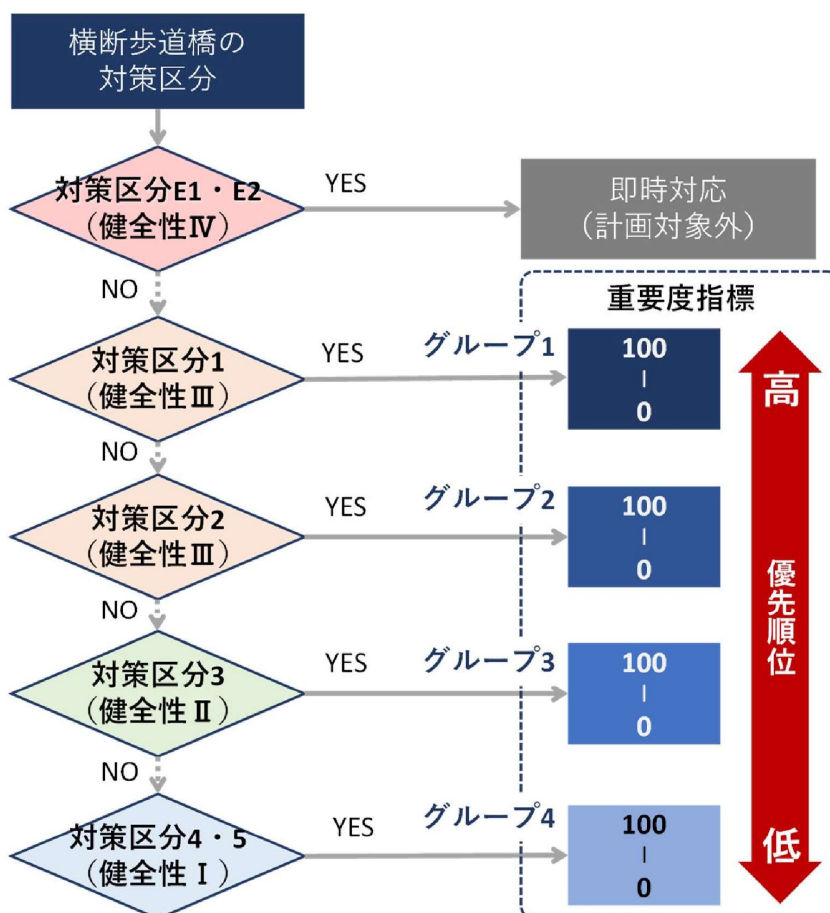 横断歩道橋の
対策区分
対策区分E1・E2
（健全性Ⅳ）
YES
即時対応
（計画対象外）
NO
重要度指標
対策区分1
（健全性Ⅲ）
YES
グループ1
100
|
0
高
NO
対策区分2
（健全性Ⅲ）
YES
グループ2
100
|
0
優先順位
NO
対策区分3
（健全性Ⅱ）
YES
グループ3
100
|
0
NO
対策区分4・5
（健全性Ⅰ）
YES
グループ4
100
|
0
低